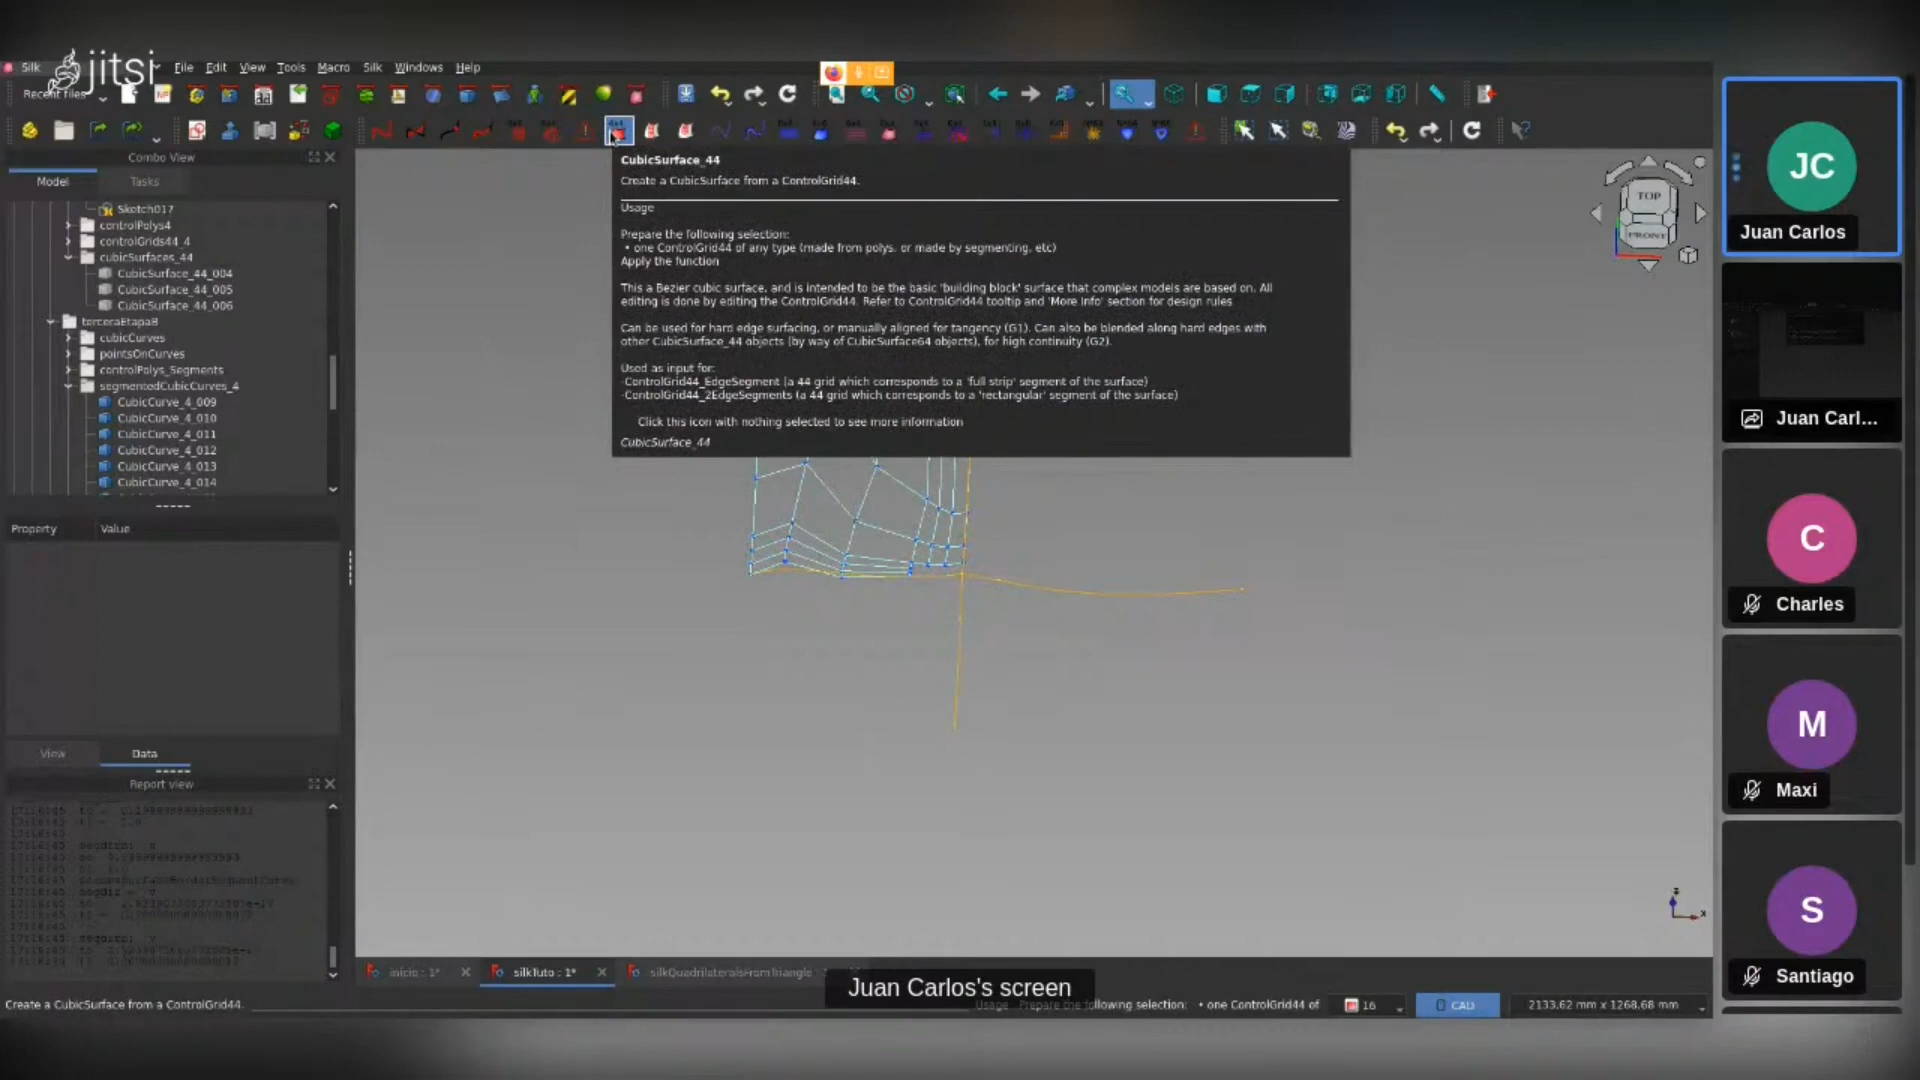 jitsi
Silk File Edit View Tools Macro Silk Windows Help
Recent files
Combo View
Model Tasks
Sketch017
controlPolys4
controlGrids44_4
cubicSurfaces_44
CubicSurface_44_004
CubicSurface_44_005
CubicSurface_44_006
terceraEtapaB
cubicCurves
pointsOnCurves
controlPolys_Segments
segmentedCubicCurves_4
CubicCurve_4_009
CubicCurve_4_010
CubicCurve_4_011
CubicCurve_4_012
CubicCurve_4_013
CubicCurve_4_014
Property Value
View Data
Report view
CubicSurface_44
Create a CubicSurface from a ControlGrid44.
Usage
Prepare the following selection:
• one ControlGrid44 of any type (made from polys, or made by segmenting, etc)
Apply the function
This a Bezier cubic surface, and is intended to be the basic 'building block' surface that complex models are based on. All
editing is done by editing the ControlGrid44. Refer to ControlGrid44 tooltip and 'More Info' section for design rules
Can be used for hard edge surfacing, or manually aligned for tangency (G1). Can also be blended along hard edges with
other CubicSurface_44 objects (by way of CubicSurface64 objects), for high continuity (G2).
Used as input for:
-ControlGrid44_EdgeSegment (a 44 grid which corresponds to a 'full strip' segment of the surface)
-ControlGrid44_2EdgeSegments (a 44 grid which corresponds to a 'rectangular' segment of the surface)
Click this icon with nothing selected to see more information
CubicSurface_44
TOP
FRONT
z
x
inicio : 1* silkTuto : 1* silkQuadrilateralsFromTriangle
Juan Carlos's screen
Create a CubicSurface from a ControlGrid44. Usage Prepare the following selection: • one ControlGrid44 of 16 CAD 2133.62 mm x 1268.68 mm
JC
Juan Carlos
Juan Carl...
C
Charles
M
Maxi
S
Santiago